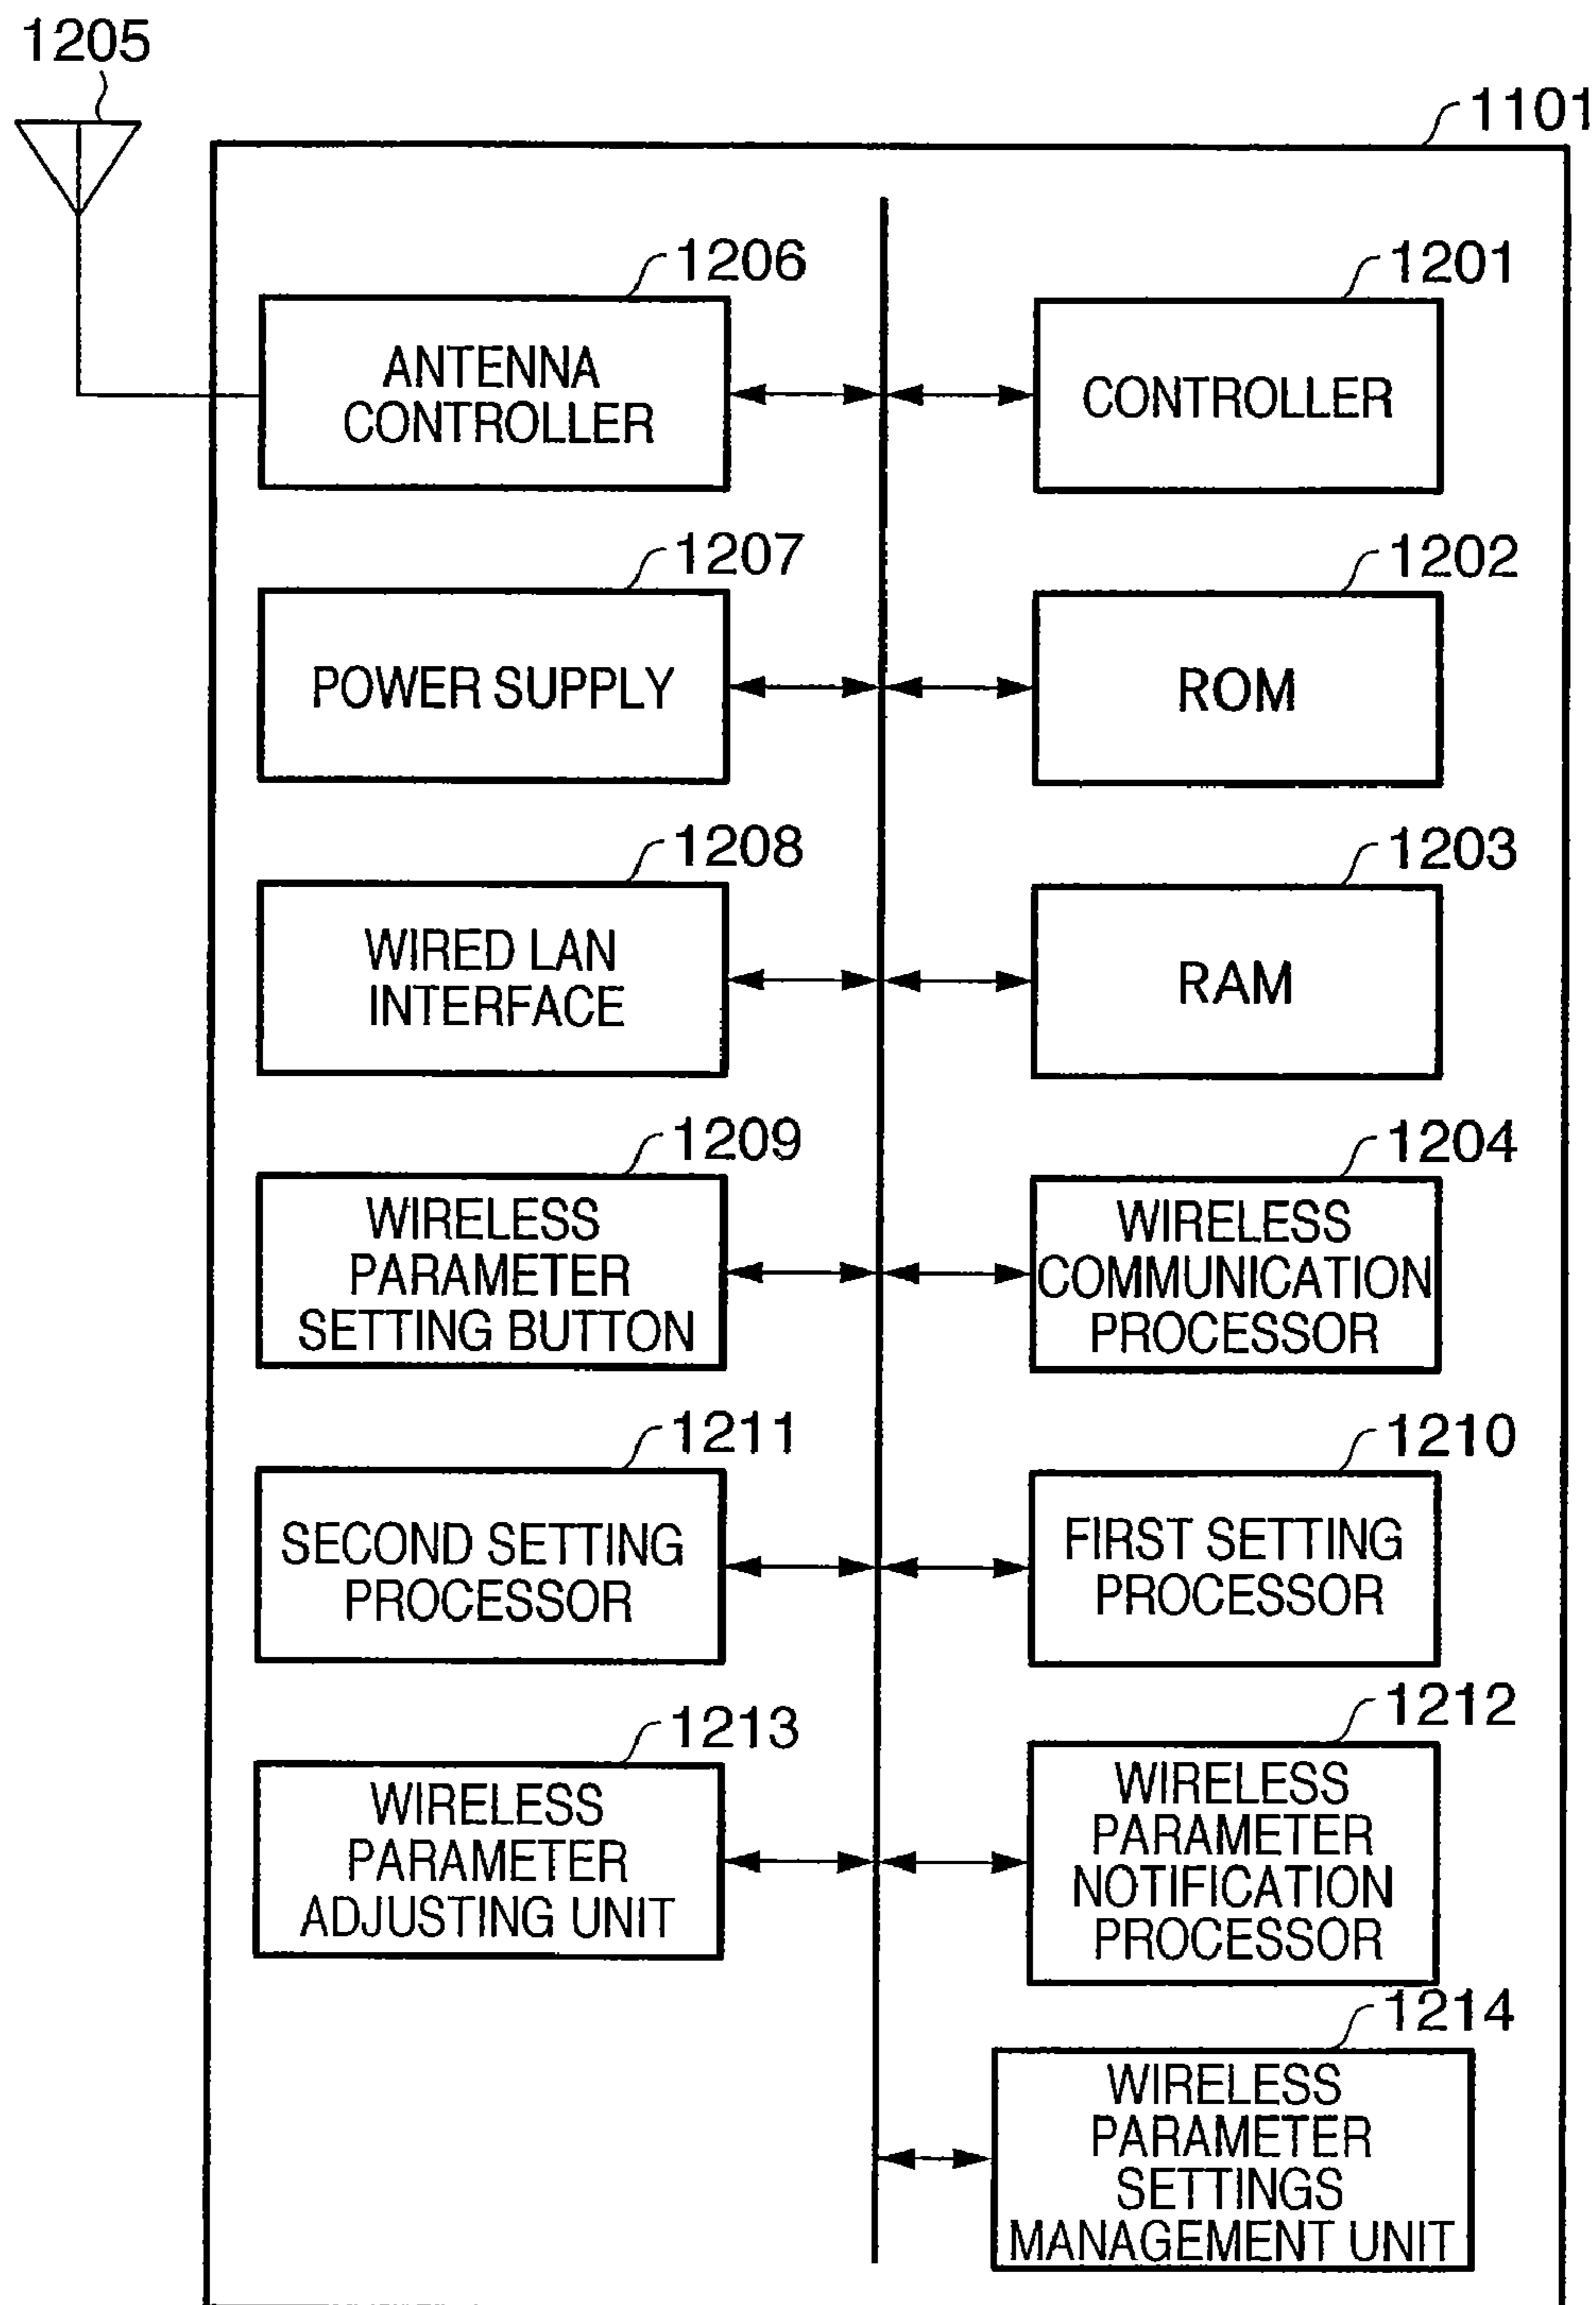 1205
1101
1206
ANTENNA
CONTROLLER
1201
CONTROLLER
1207
POWER SUPPLY
1202
ROM
1208
WIRED LAN
INTERFACE
1203
RAM
1209
WIRELESS
PARAMETER
SETTING BUTTON
1204
WIRELESS
COMMUNICATION
PROCESSOR
1211
SECOND SETTING
PROCESSOR
1210
FIRST SETTING
PROCESSOR
1213
WIRELESS
PARAMETER
ADJUSTING UNIT
1212
WIRELESS
PARAMETER
NOTIFICATION
PROCESSOR
1214
WIRELESS
PARAMETER
SETTINGS
MANAGEMENT UNIT